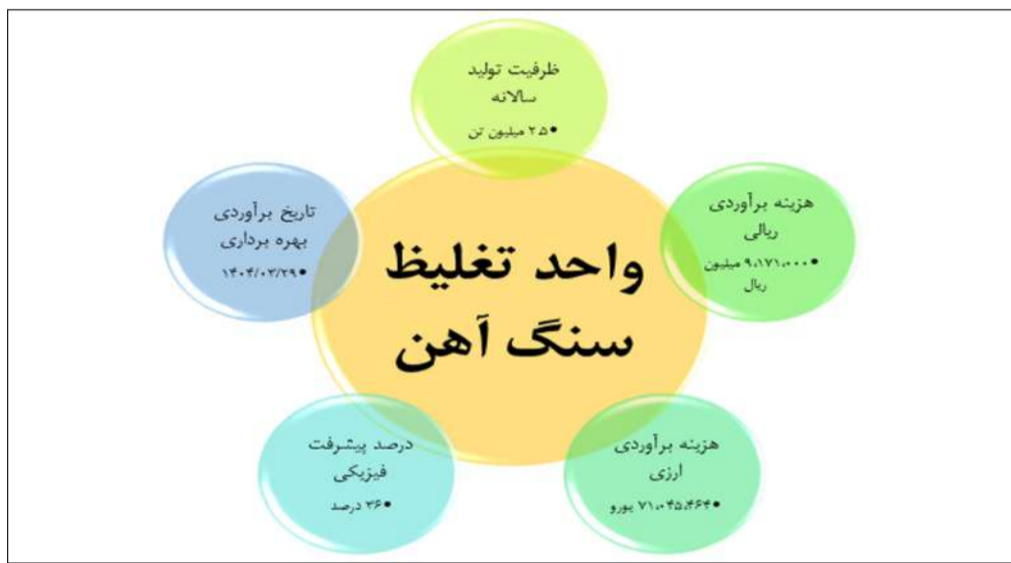 ظرفیت تولید
سالانه
•۲.۵ میلیون تن
هزینه برآوردی
ریالی
•۹،۱۷۱،۰۰۰ میلیون
ریال
هزینه برآوردی
ارزی
•۷۱،۰۴۵،۴۶۴ یورو
درصد پیشرفت
فیزیکی
•۳۶ درصد
تاریخ برآوردی
بهره برداری
•۱۴۰۴/۰۳/۲۹
واحد تغلیظ
سنگ آهن